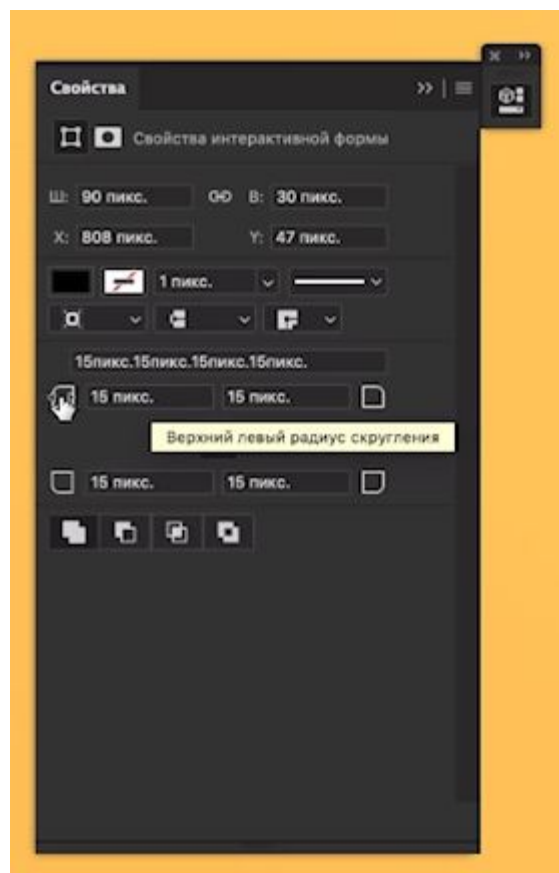 Свойства
Свойства интерактивной формы
Ш: 90 пикс. В: 30 пикс.
X: 808 пикс. Y: 47 пикс.
1 пикс.
15пикс.15пикс.15пикс.15пикс.
15 пикс. 15 пикс.
Верхний левый радиус скругления
15 пикс. 15 пикс.